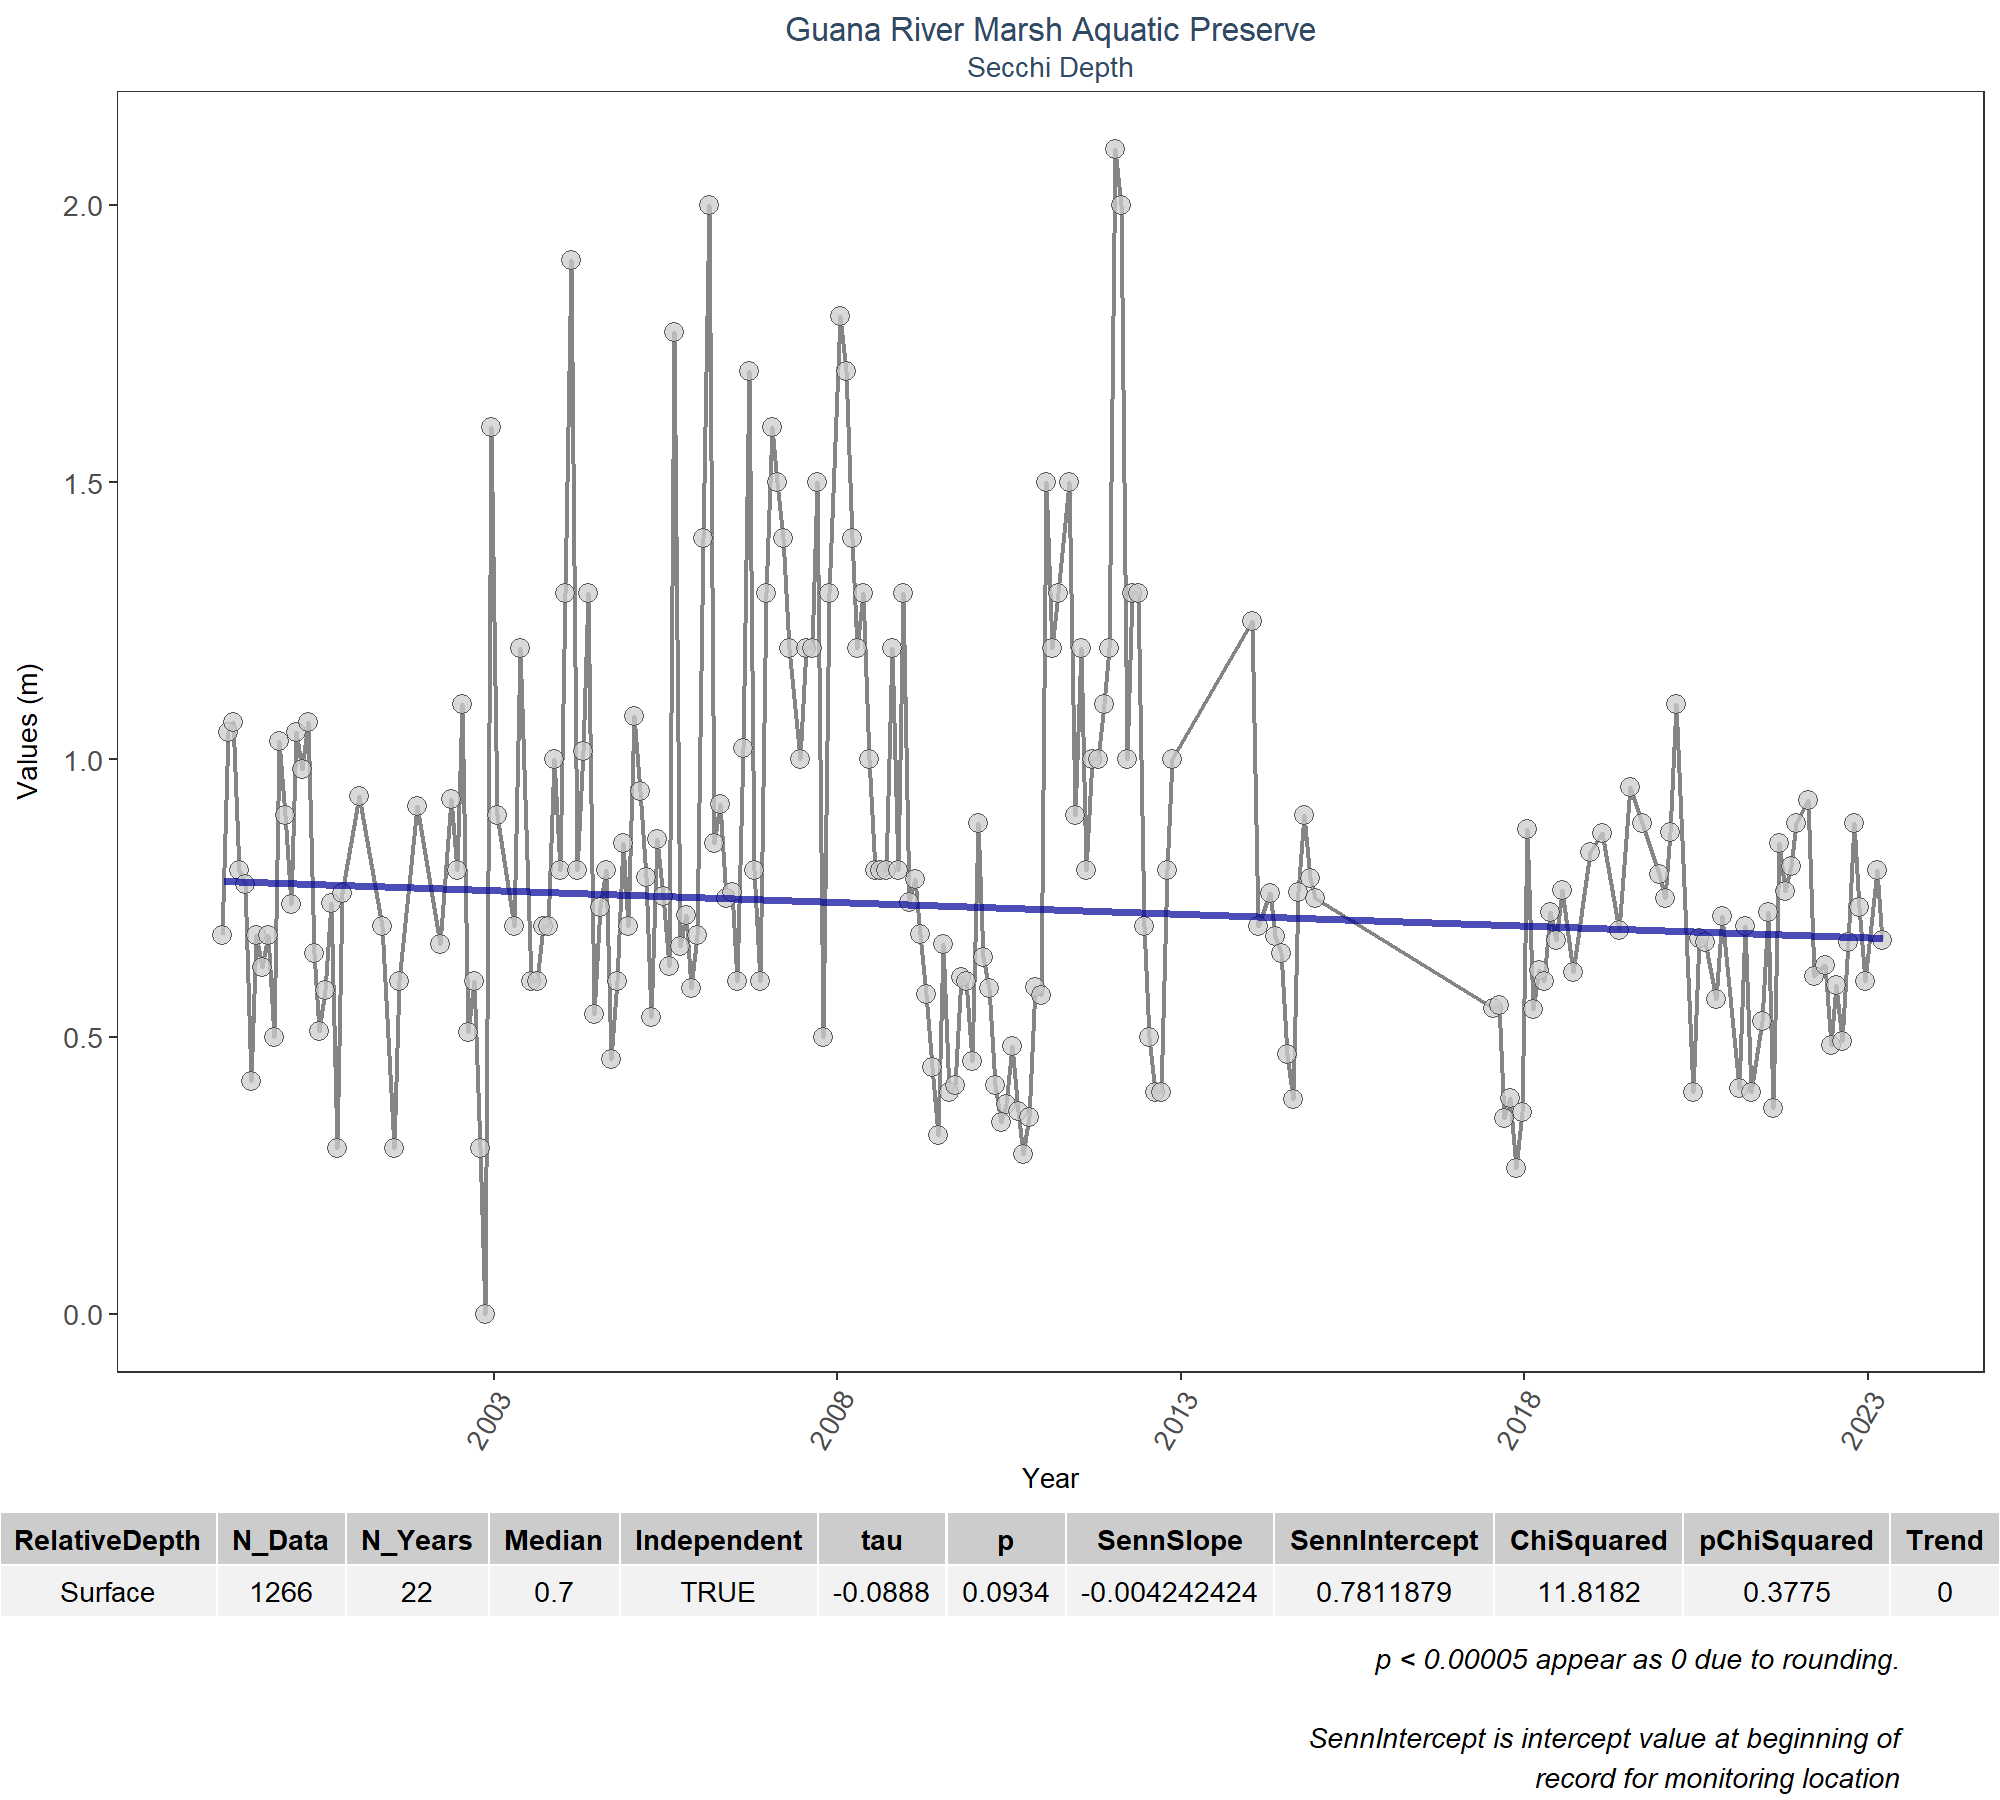 Guana River Marsh Aquatic Preserve
Secchi Depth
Values (m)
2.0
1.5
1.0
0.5
0.0
2003 2008 2013 2018 2023
Year
RelativeDepth N_Data N_Years Median Independent tau p SennSlope SennIntercept ChiSquared pChiSquared Trend
Surface 1266 22 0.7 TRUE -0.0888 0.0934 -0.004242424 0.7811879 11.8182 0.3775 0
p < 0.00005 appear as 0 due to rounding.
SennIntercept is intercept value at beginning of
record for monitoring location